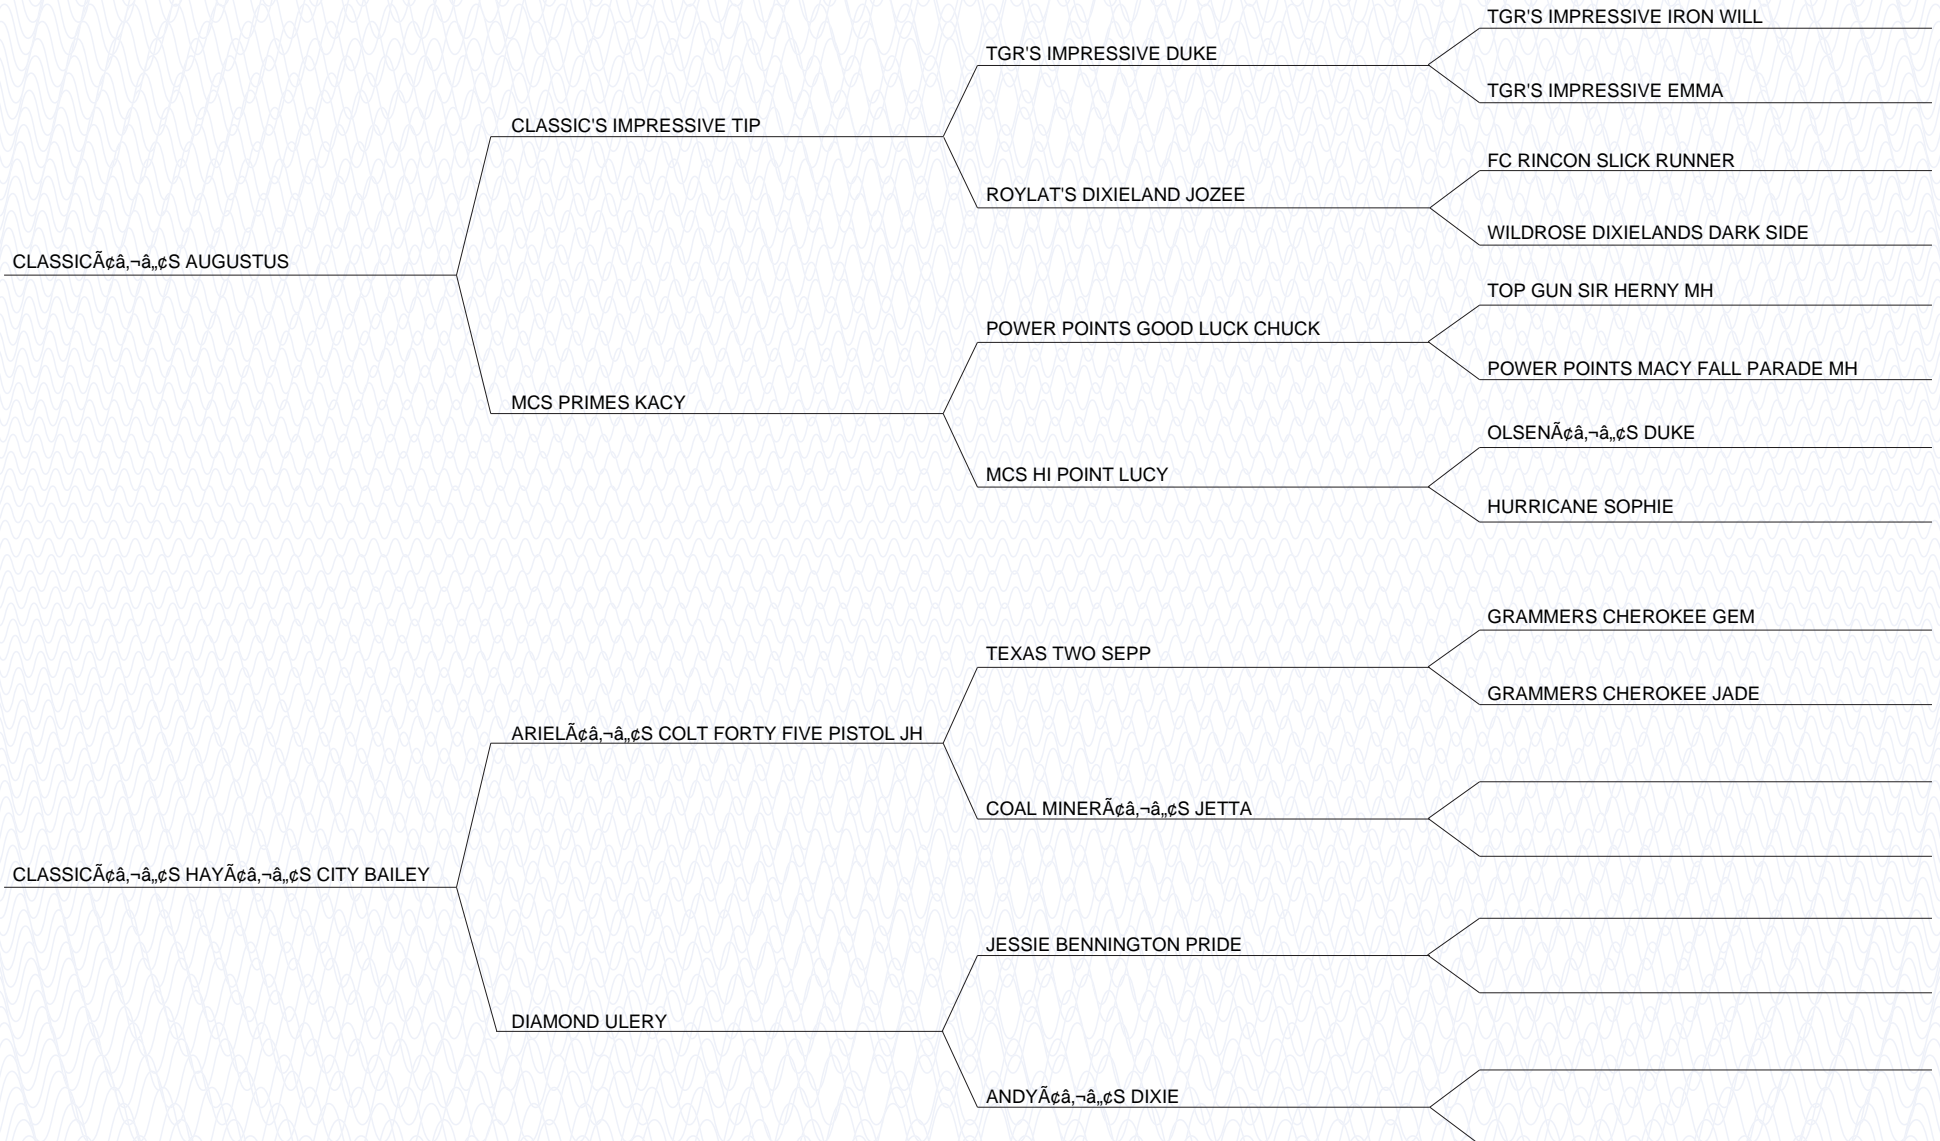 TGR'S IMPRESSIVE IRON WILL
TGR'S IMPRESSIVE DUKE
TGR'S IMPRESSIVE EMMA
CLASSIC'S IMPRESSIVE TIP
FC RINCON SLICK RUNNER
ROYLAT'S DIXIELAND JOZEE
WILDROSE DIXIELANDS DARK SIDE
CLASSICÃ¢â‚¬â„¢S AUGUSTUS
TOP GUN SIR HERNY MH
POWER POINTS GOOD LUCK CHUCK
POWER POINTS MACY FALL PARADE MH
MCS PRIMES KACY
OLSENÃ¢â‚¬â„¢S DUKE
MCS HI POINT LUCY
HURRICANE SOPHIE
GRAMMERS CHEROKEE GEM
TEXAS TWO SEPP
GRAMMERS CHEROKEE JADE
ARIELÃ¢â‚¬â„¢S COLT FORTY FIVE PISTOL JH
COAL MINERÃ¢â‚¬â„¢S JETTA
CLASSICÃ¢â‚¬â„¢S HAYÃ¢â‚¬â„¢S CITY BAILEY
JESSIE BENNINGTON PRIDE
DIAMOND ULERY
ANDYÃ¢â‚¬â„¢S DIXIE